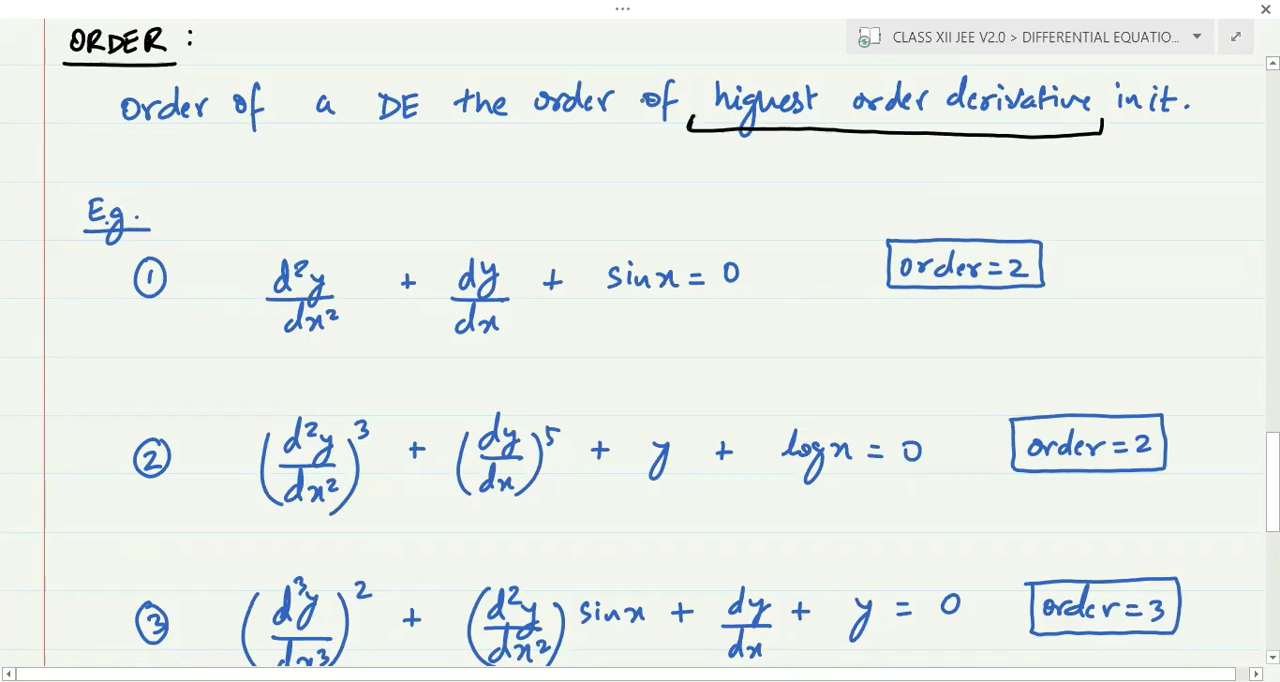 ...
CLASS XII JEE V2.0 > DIFFERENTIAL EQUATIO...
ORDER :
Order of a DE the order of highest order derivative in it.
E.g.
① d²y/dx² + dy/dx + sinx = 0 order = 2
② (d²y/dx²)³ + (dy/dx)⁵ + y + logx = 0 order = 2
③ (d³y/dx³)² + (d²y/dx²) sinx + dy/dx + y = 0 order = 3